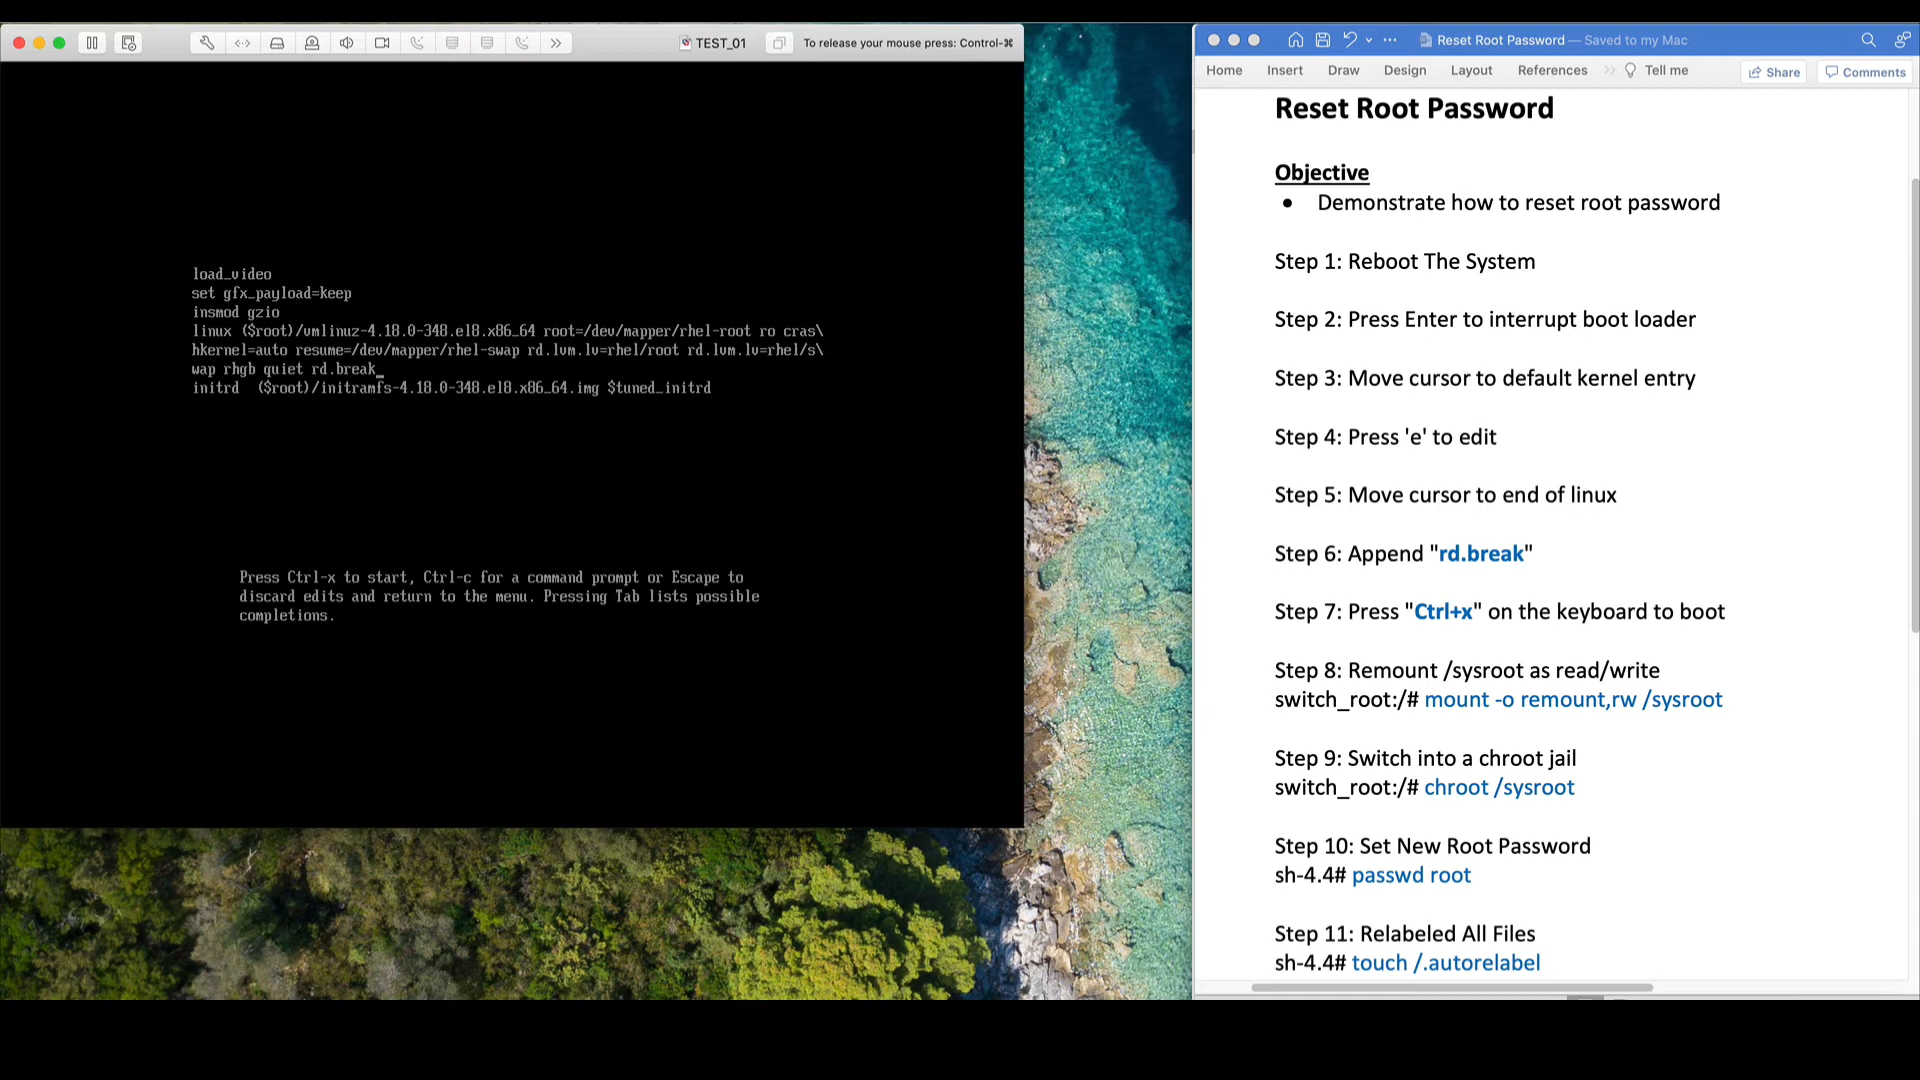 TEST_01
To release your mouse press: Control-⌘
load_video
set gfx_payload=keep
insmod gzio
linux ($root)/vmlinuz-4.18.0-348.el8.x86_64 root=/dev/mapper/rhel-root ro cras\
hkernel=auto resume=/dev/mapper/rhel-swap rd.lvm.lv=rhel/root rd.lvm.lv=rhel/s\
wap rhgb quiet rd.break_
initrd ($root)/initramfs-4.18.0-348.el8.x86_64.img $tuned_initrd
Press Ctrl-x to start, Ctrl-c for a command prompt or Escape to
discard edits and return to the menu. Pressing Tab lists possible
completions.
Reset Root Password — Saved to my Mac
Home Insert Draw Design Layout References Tell me Share Comments
Reset Root Password
Objective
• Demonstrate how to reset root password
Step 1: Reboot The System
Step 2: Press Enter to interrupt boot loader
Step 3: Move cursor to default kernel entry
Step 4: Press 'e' to edit
Step 5: Move cursor to end of linux
Step 6: Append "rd.break"
Step 7: Press "Ctrl+x" on the keyboard to boot
Step 8: Remount /sysroot as read/write
switch_root:/# mount -o remount,rw /sysroot
Step 9: Switch into a chroot jail
switch_root:/# chroot /sysroot
Step 10: Set New Root Password
sh-4.4# passwd root
Step 11: Relabeled All Files
sh-4.4# touch /.autorelabel